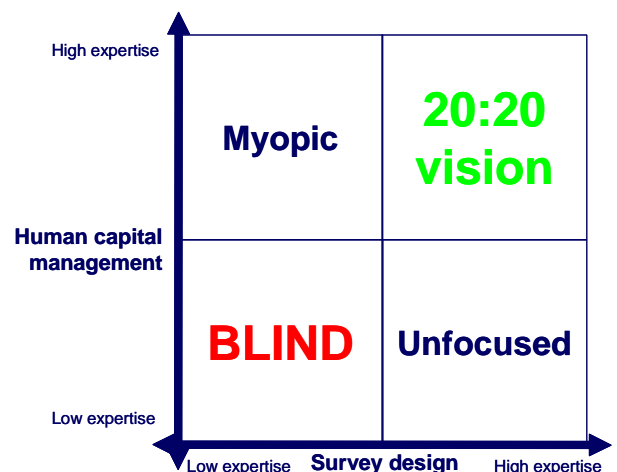 High expertise
Myopic
20:20
vision
Human capital
management
BLIND
Unfocused
Low expertise
Low expertise
Survey design
High expertise